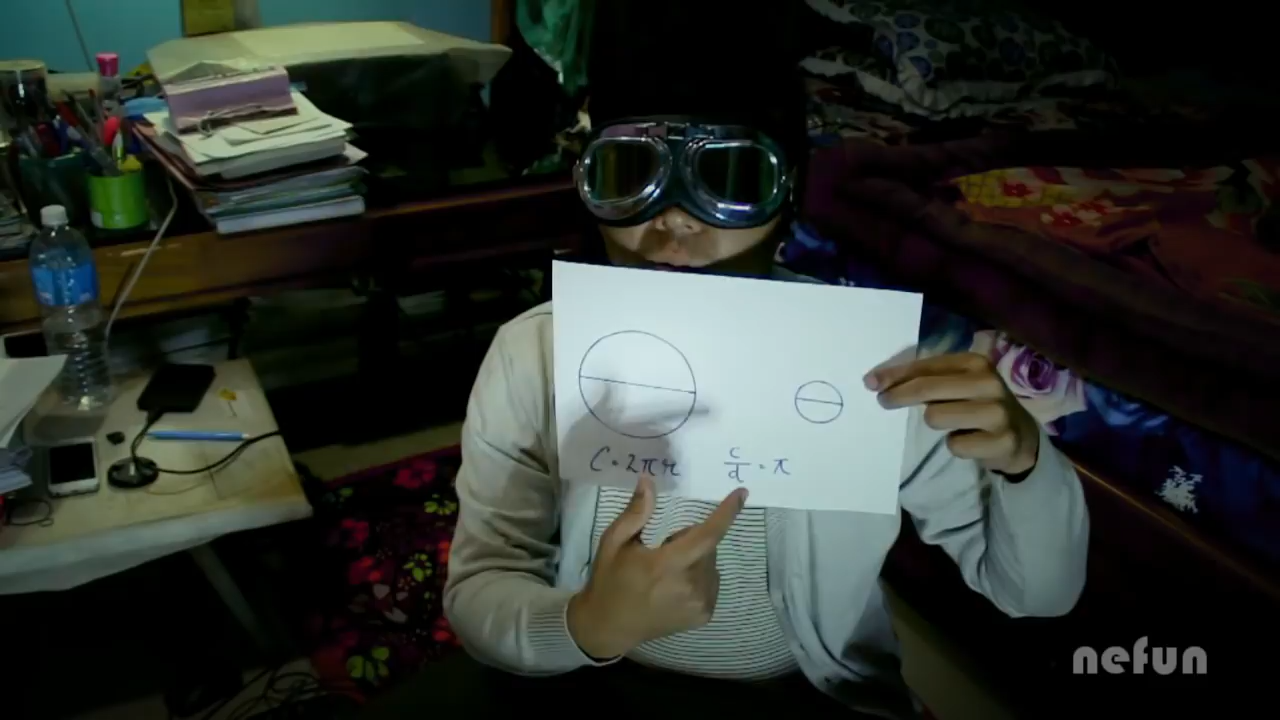 C = 2πr
c/d = π
nefun